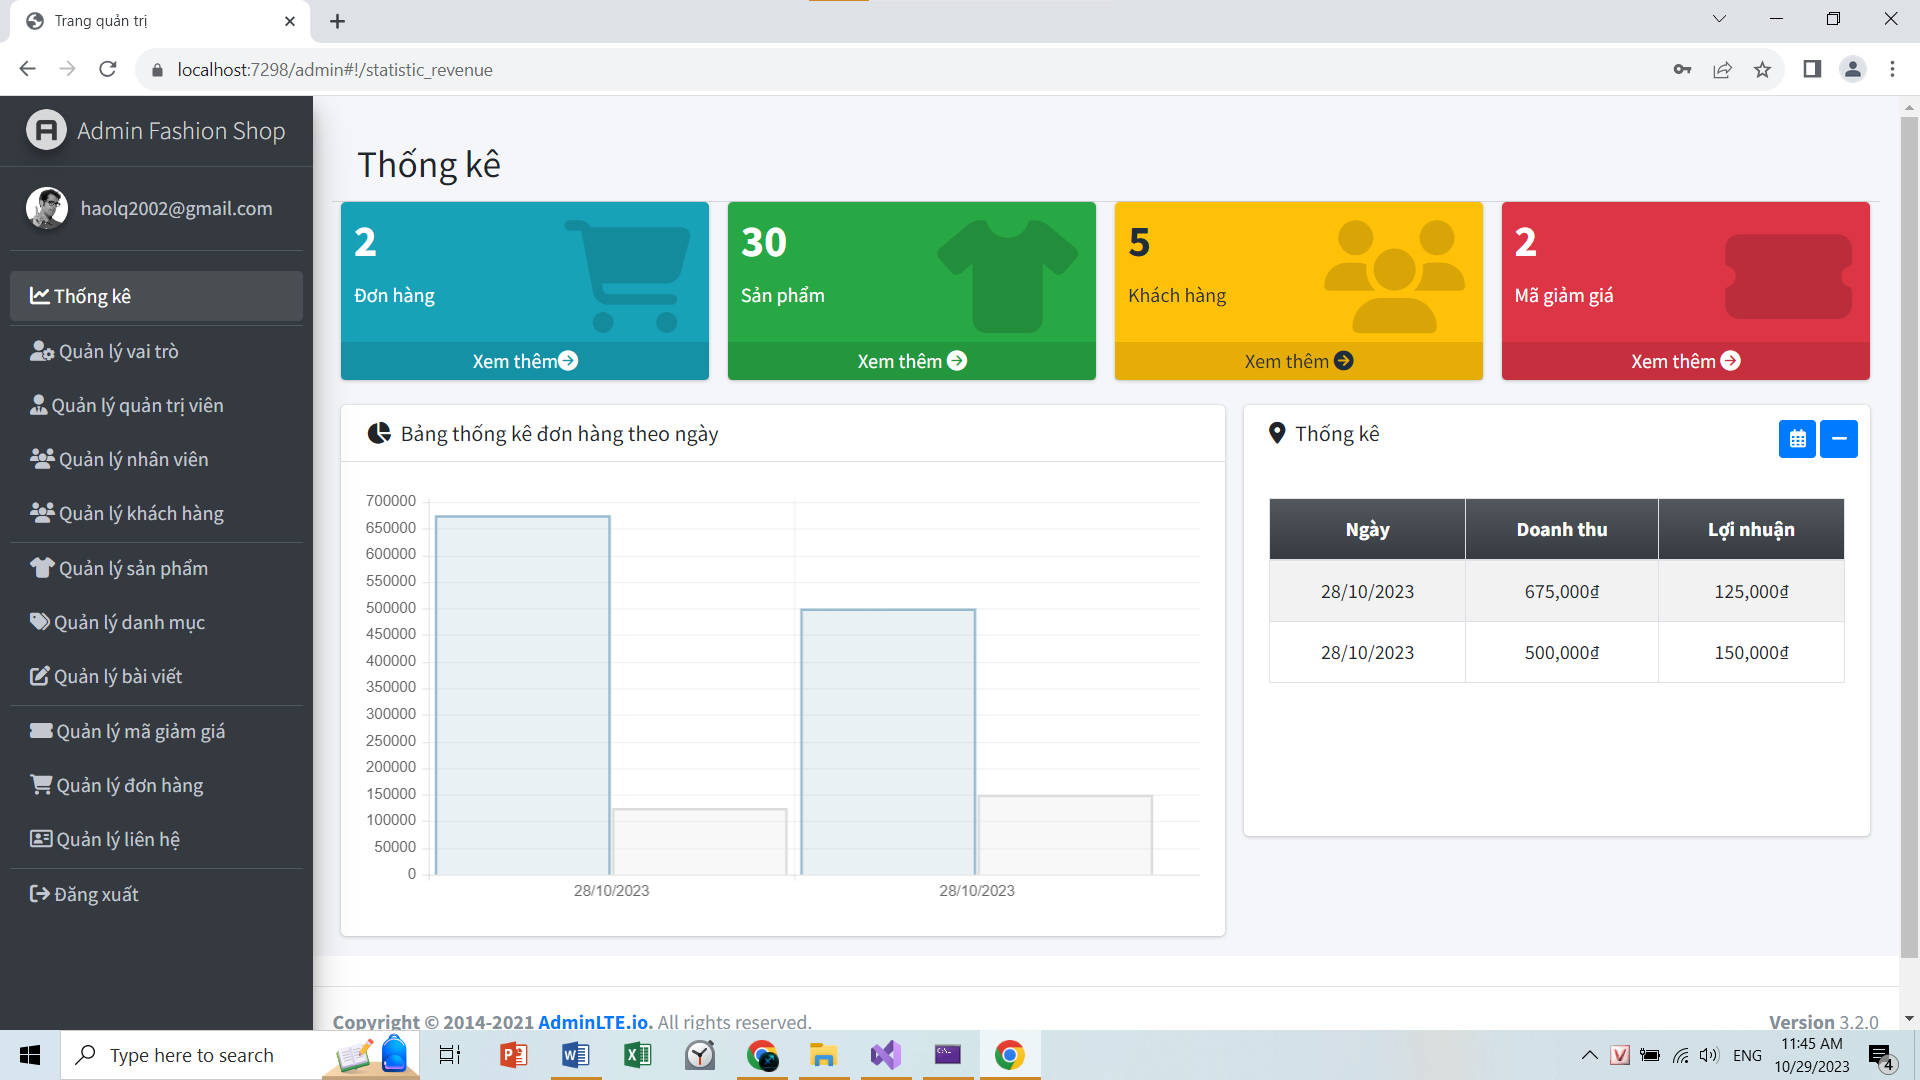 Trang quản trị
localhost:7298/admin#!/statistic_revenue
Admin Fashion Shop
haolq2002@gmail.com
Thống kê
Quản lý vai trò
Quản lý quản trị viên
Quản lý nhân viên
Quản lý khách hàng
Quản lý sản phẩm
Quản lý danh mục
Quản lý bài viết
Quản lý mã giảm giá
Quản lý đơn hàng
Quản lý liên hệ
Đăng xuất
Thống kê
2
Đơn hàng
Xem thêm
30
Sản phẩm
Xem thêm
5
Khách hàng
Xem thêm
2
Mã giảm giá
Xem thêm
Bảng thống kê đơn hàng theo ngày
700000
650000
600000
550000
500000
450000
400000
350000
300000
250000
200000
150000
100000
50000
0
28/10/2023 28/10/2023
Thống kê
Ngày Doanh thu Lợi nhuận
28/10/2023 675,000₫ 125,000₫
28/10/2023 500,000₫ 150,000₫
Copyright © 2014-2021 AdminLTE.io. All rights reserved.
Version 3.2.0
Type here to search
ENG
11:45 AM
10/29/2023
4